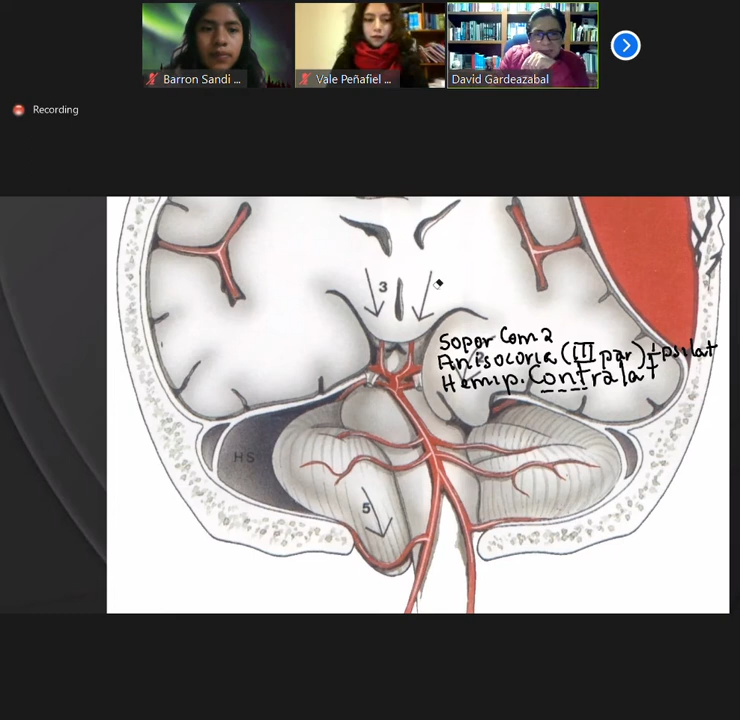 Barron Sandi ...
Vale Peñafiel ...
David Gardeazabal
Recording
3
Sopor Coma
Anisocoria (III par) ipsilat
Hemip. Contralat
HS
5